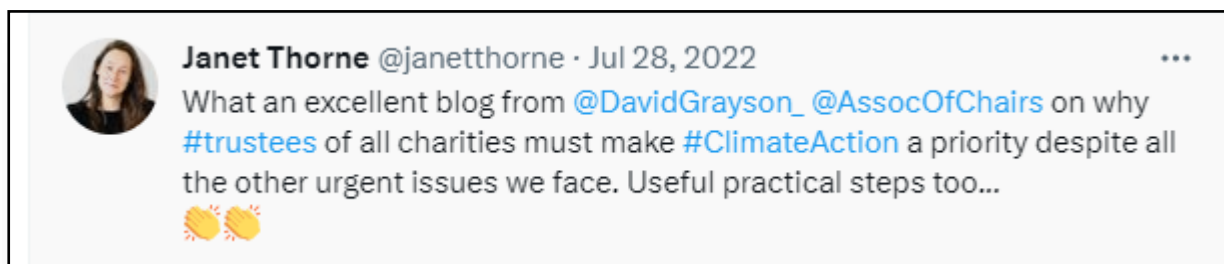 Janet Thorne @janetthorne · Jul 28, 2022
What an excellent blog from @DavidGrayson_ @AssocOfChairs on why
#trustees of all charities must make #ClimateAction a priority despite all
the other urgent issues we face. Useful practical steps too...
👏👏